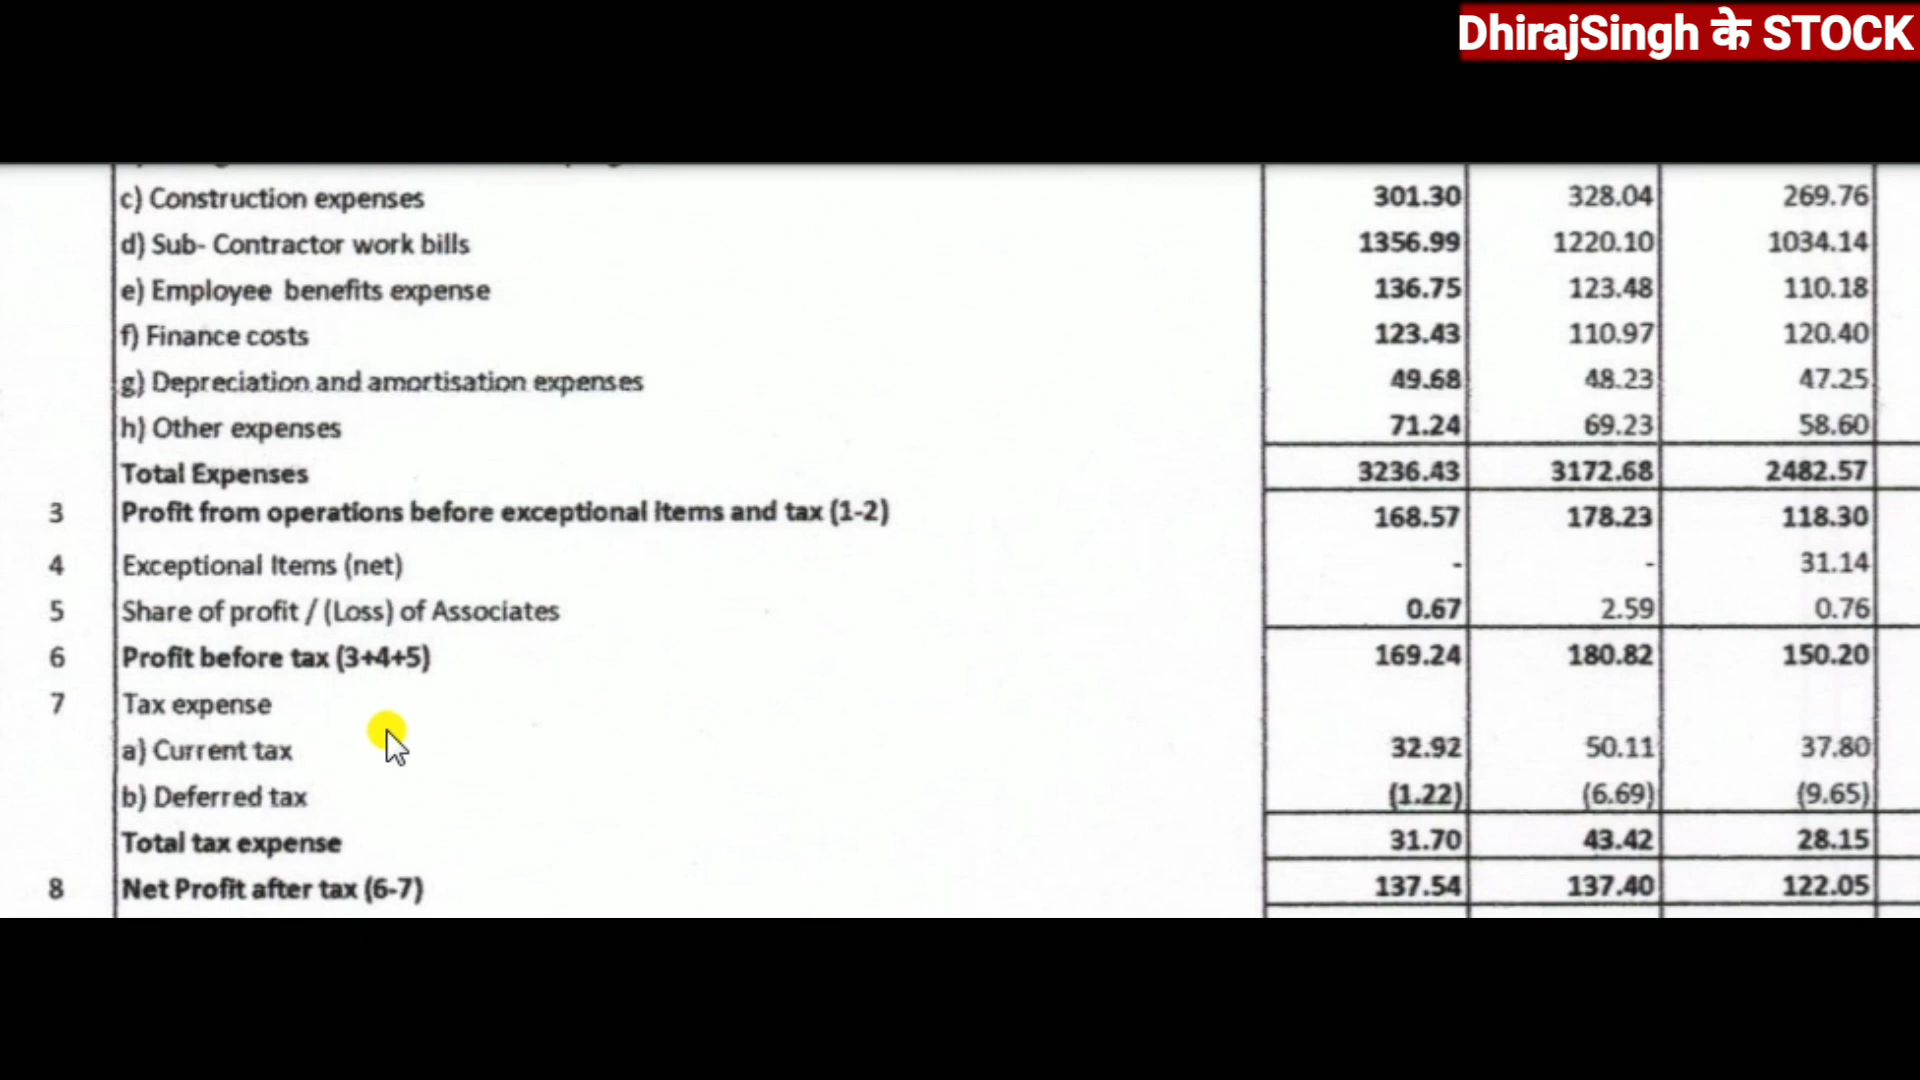 DhirajSingh के STOCK
c) Construction expenses 301.30 328.04 269.76
d) Sub- Contractor work bills 1356.99 1220.10 1034.14
e) Employee benefits expense 136.75 123.48 110.18
f) Finance costs 123.43 110.97 120.40
g) Depreciation and amortisation expenses 49.68 48.23 47.25
h) Other expenses 71.24 69.23 58.60
Total Expenses 3236.43 3172.68 2482.57
3 Profit from operations before exceptional items and tax (1-2) 168.57 178.23 118.30
4 Exceptional Items (net) - - 31.14
5 Share of profit / (Loss) of Associates 0.67 2.59 0.76
6 Profit before tax (3+4+5) 169.24 180.82 150.20
7 Tax expense
a) Current tax 32.92 50.11 37.80
b) Deferred tax (1.22) (6.69) (9.65)
Total tax expense 31.70 43.42 28.15
8 Net Profit after tax (6-7) 137.54 137.40 122.05